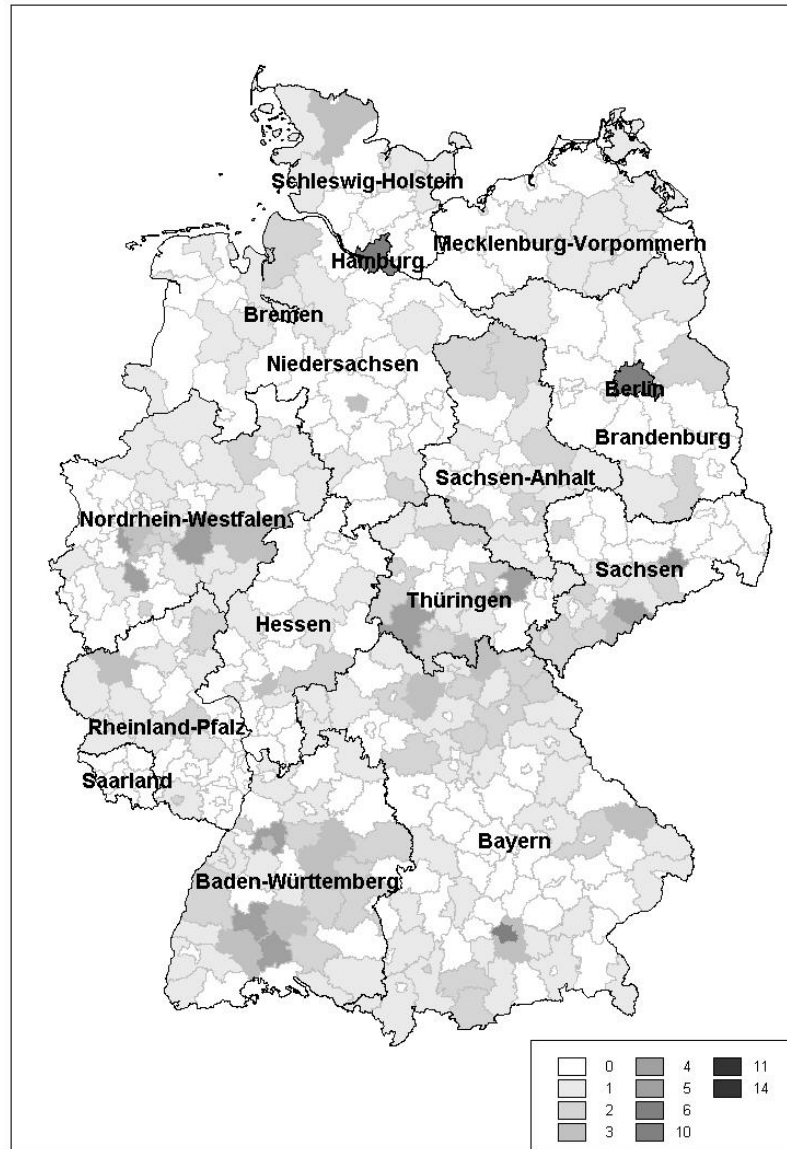 Schleswig-Holstein
Mecklenburg-Vorpommern
Hamburg
Bremen
Niedersachsen
Berlin
Brandenburg
Sachsen-Anhalt
Nordrhein-Westfalen
Sachsen
Thüringen
Hessen
Rheinland-Pfalz
Saarland
Bayern
Baden-Württemberg
0 4 11
1 5 14
2 6
3 10